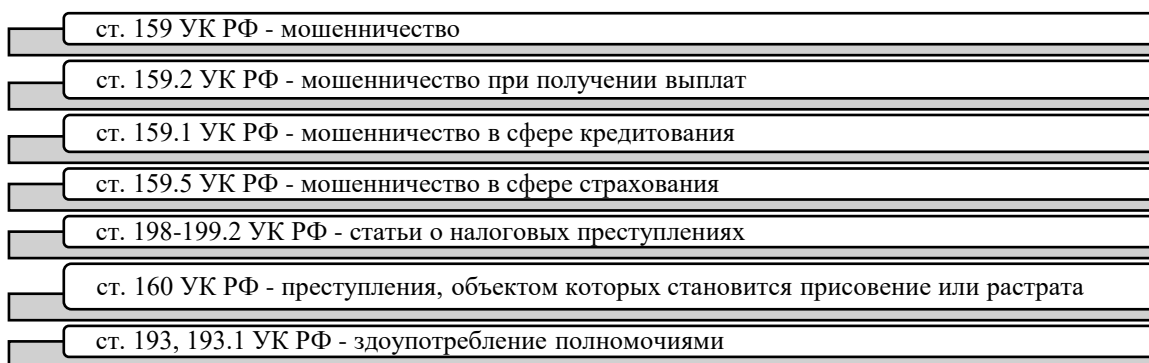 ст. 159 УК РФ - мошенничество
ст. 159.2 УК РФ - мошенничество при получении выплат
ст. 159.1 УК РФ - мошенничество в сфере кредитования
ст. 159.5 УК РФ - мошенничество в сфере страхования
ст. 198-199.2 УК РФ - статьи о налоговых преступлениях
ст. 160 УК РФ - преступления, объектом которых становится присовение или растрата
ст. 193, 193.1 УК РФ - здоупотребление полномочиями